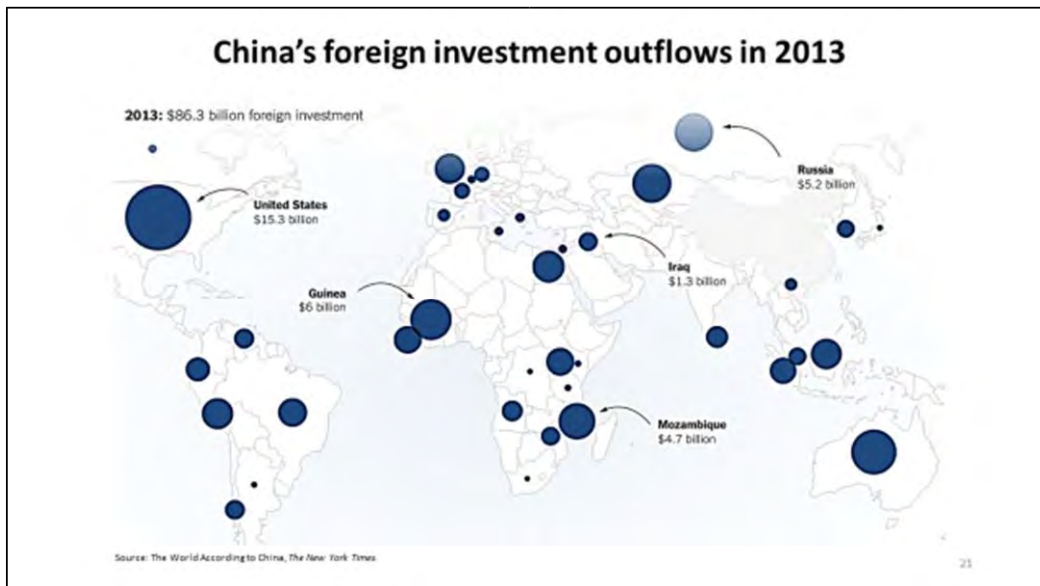 China's foreign investment outflows in 2013
2013: $86.3 billion foreign investment
Russia
$5.2 billion
United States
$15.3 billion
Iraq
$1.3 billion
Guinea
$6 billion
Mozambique
$4.7 billion
Source: The World According to China, The New York Times.
21